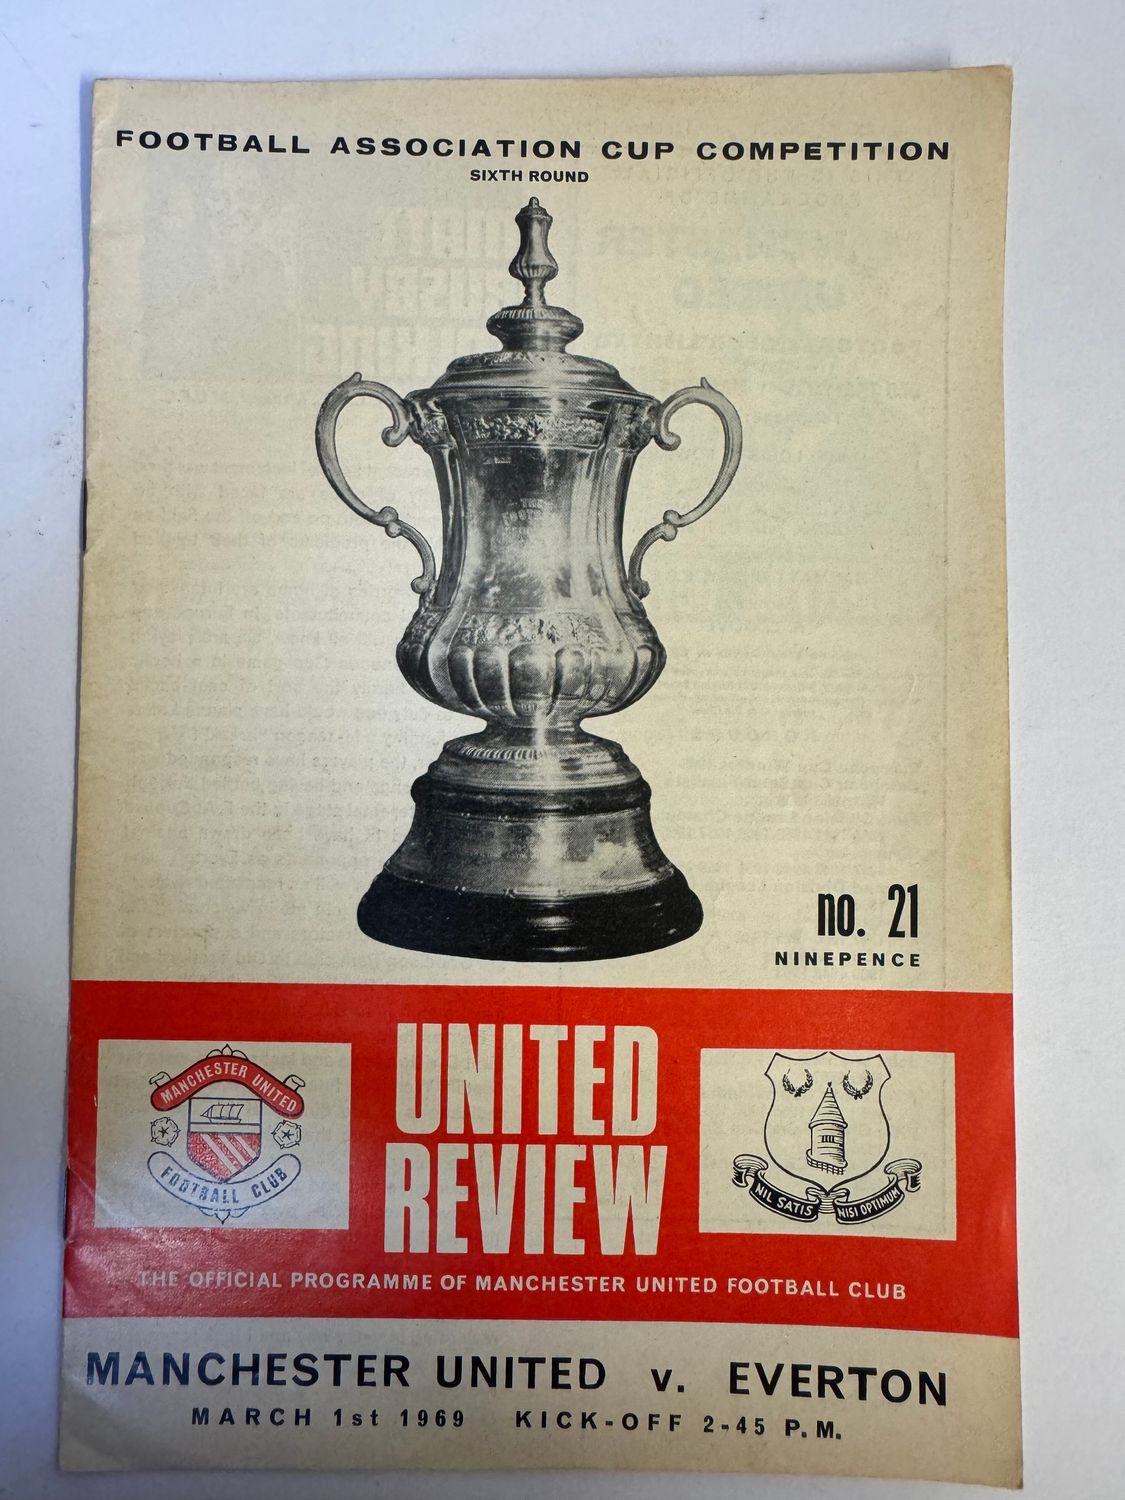 FOOTBALL ASSOCIATION CUP COMPETITION
SIXTH ROUND
no. 21
NINEPENCE
MANCHESTER UNITED
FOOTBALL CLUB
UNITED
REVIEW
NIL SATIS NISI OPTIMUM
THE OFFICIAL PROGRAMME OF MANCHESTER UNITED FOOTBALL CLUB
MANCHESTER UNITED v. EVERTON
MARCH 1st 1969 KICK-OFF 2-45 P.M.